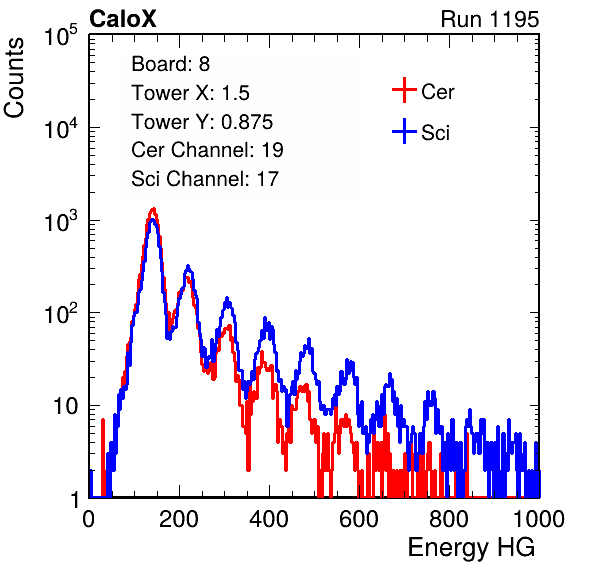 CaloX Run 1195
Counts
Board: 8
Tower X: 1.5
Tower Y: 0.875
Cer Channel: 19
Sci Channel: 17
Cer
Sci
10^5
10^4
10^3
10^2
10
1
0 200 400 600 800 1000
Energy HG